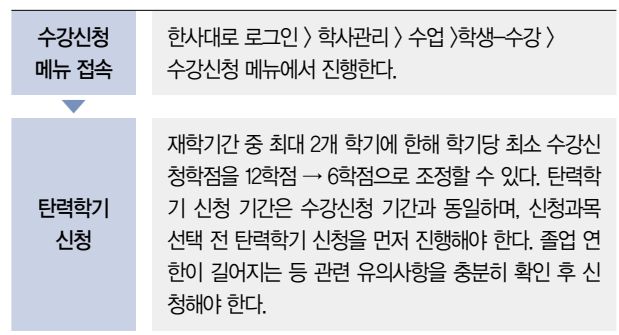 수강신청
메뉴 접속
한사대로 로그인 〉 학사관리 〉 수업 〉학생–수강 〉
수강신청 메뉴에서 진행한다.
탄력학기
신청
재학기간 중 최대 2개 학기에 한해 학기당 최소 수강신
청학점을 12학점 → 6학점으로 조정할 수 있다. 탄력학
기 신청 기간은 수강신청 기간과 동일하며, 신청과목
선택 전 탄력학기 신청을 먼저 진행해야 한다. 졸업 연
한이 길어지는 등 관련 유의사항을 충분히 확인 후 신
청해야 한다.